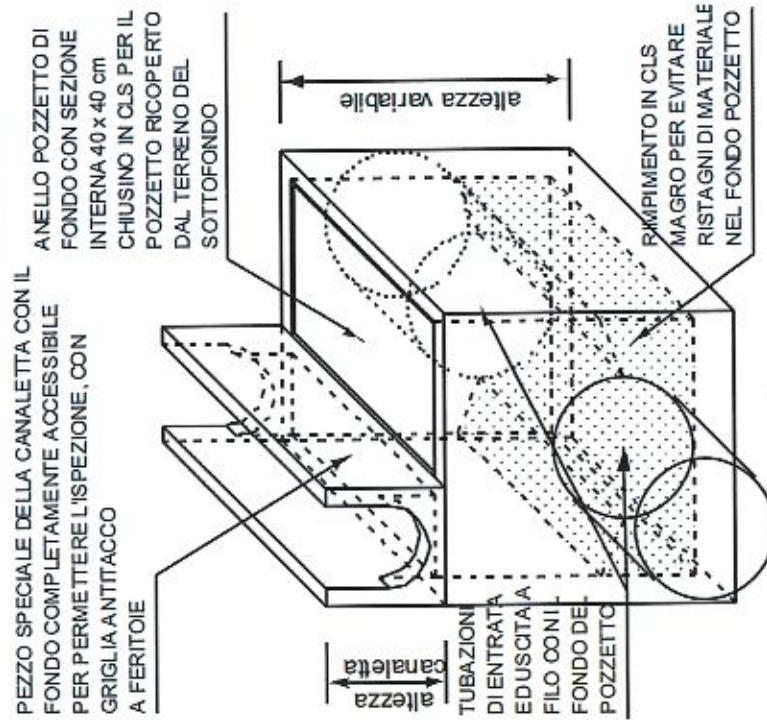 PEZZO SPECIALE DELLA CANALETTA CON IL
FONDO COMPLETAMENTE ACCESSIBILE
PER PERMETTERE L'ISPEZIONE, CON
GRIGLIA ANTITACCO
A FERITOIE
ANELLO POZZETTO DI
FONDO CON SEZIONE
INTERNA 40 x 40 cm
CHIUSINO IN CLS PER IL
POZZETTO RICOPERTO
DAL TERRENO DEL
SOTTOFONDO
altezza variabile
altezza
canaletta
TUBAZIONI
DI ENTRATA
ED USCITA A
FILO CON IL
FONDO DEL
POZZETTO
RIMPIMENTO IN CLS
MAGRO PER EVITARE
RISTAGNI DI MATERIALE
NEL FONDO POZZETTO